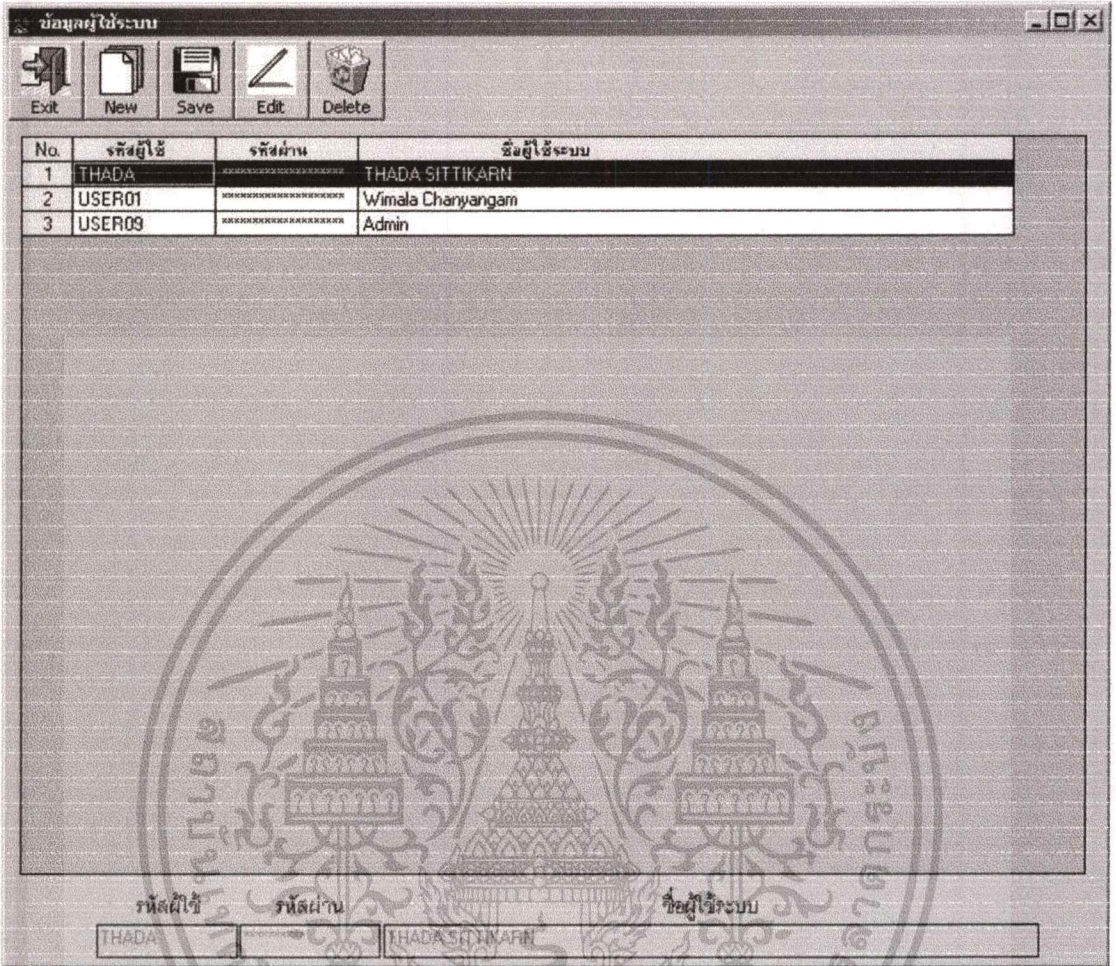 ข้อมูลผู้ใช้ระบบ
Exit New Save Edit Delete
No. รหัสผู้ใช้ รหัสผ่าน ชื่อผู้ใช้ระบบ
1 THADA ******************** THADA SITTIKARN
2 USER01 ******************** Wimala Chanyangam
3 USER09 ******************** Admin
รหัสผู้ใช้ รหัสผ่าน ชื่อผู้ใช้ระบบ
THADA ********** THADA SITTIKARN